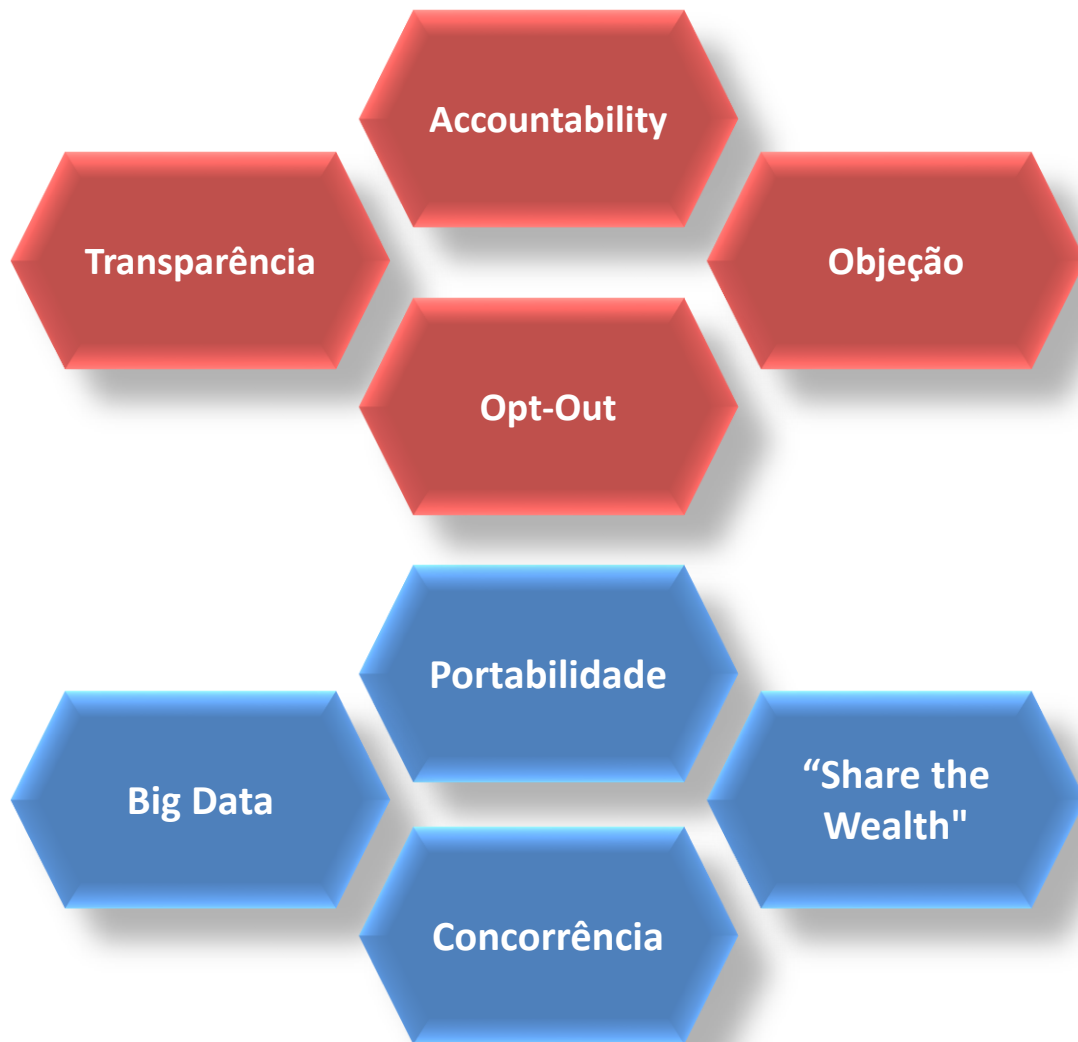 Accountability
Transparência
Objeção
Opt-Out
Portabilidade
Big Data
“Share the
Wealth"
Concorrência